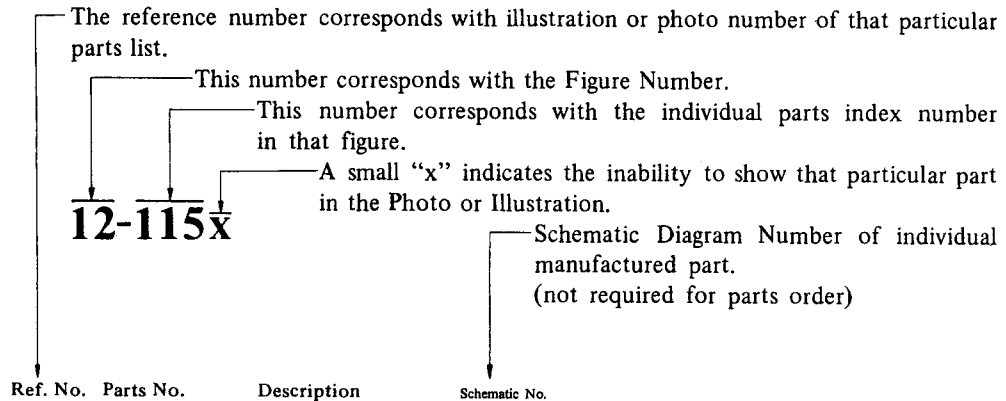 The reference number corresponds with illustration or photo number of that particular
parts list.
This number corresponds with the Figure Number.
This number corresponds with the individual parts index number
in that figure.
A small “x” indicates the inability to show that particular part
in the Photo or Illustration.
12-115x
Schematic Diagram Number of individual
manufactured part.
(not required for parts order)
Ref. No. Parts No. Description Schematic No.